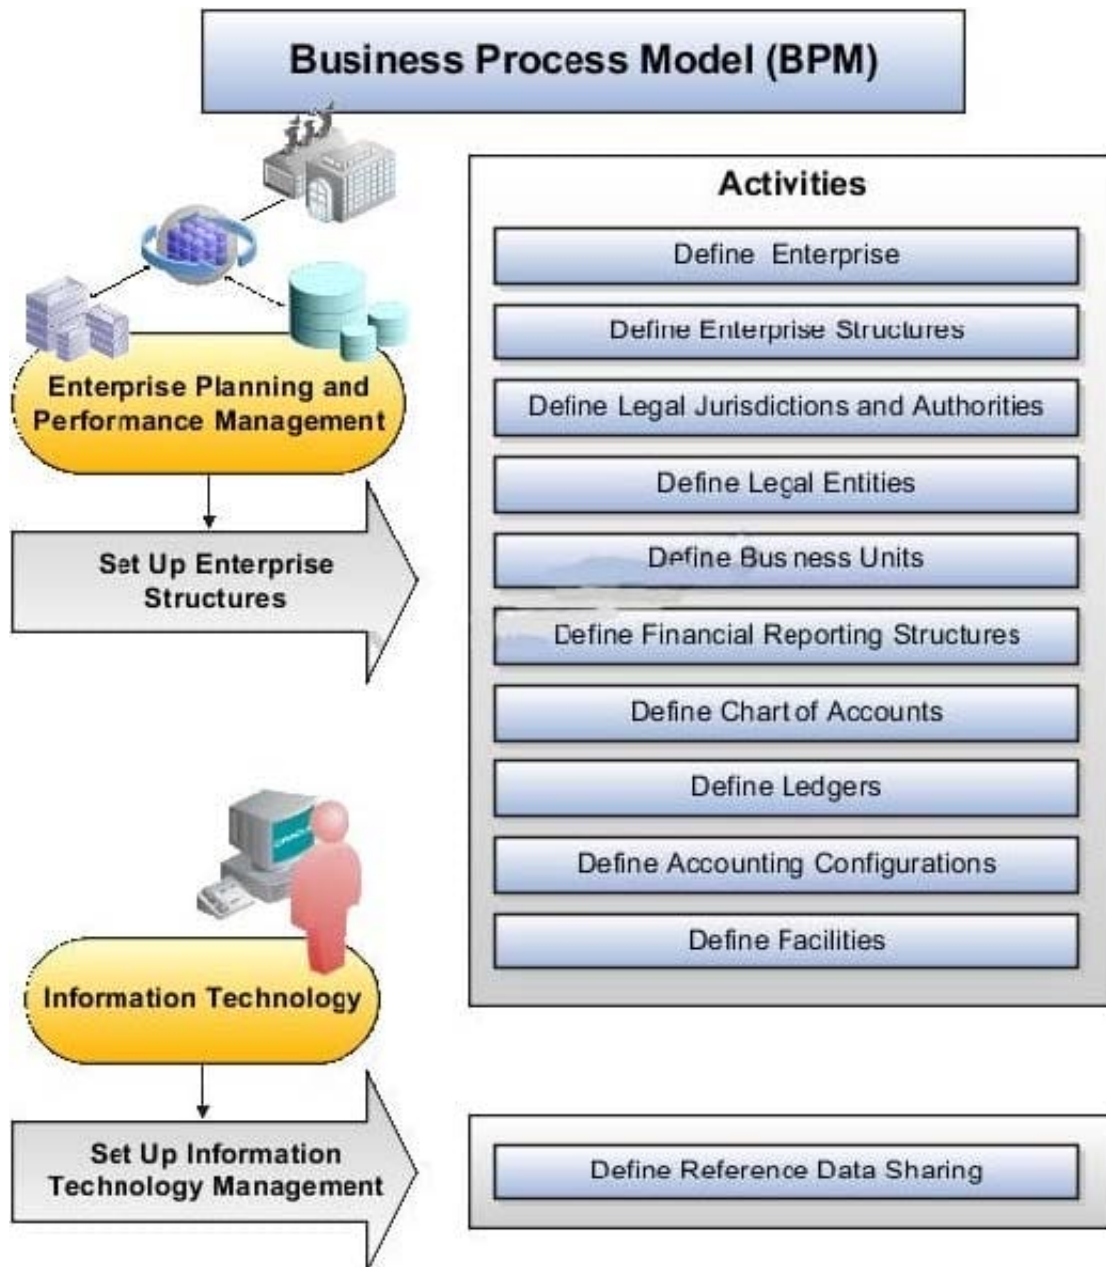 Business Process Model (BPM)
Activities
Define Enterprise
Define Enterprise Structures
Define Legal Jurisdictions and Authorities
Define Legal Entities
Define Business Units
Define Financial Reporting Structures
Define Chart of Accounts
Define Ledgers
Define Accounting Configurations
Define Facilities
Enterprise Planning and
Performance Management
Set Up Enterprise
Structures
Information Technology
Set Up Information
Technology Management
Define Reference Data Sharing